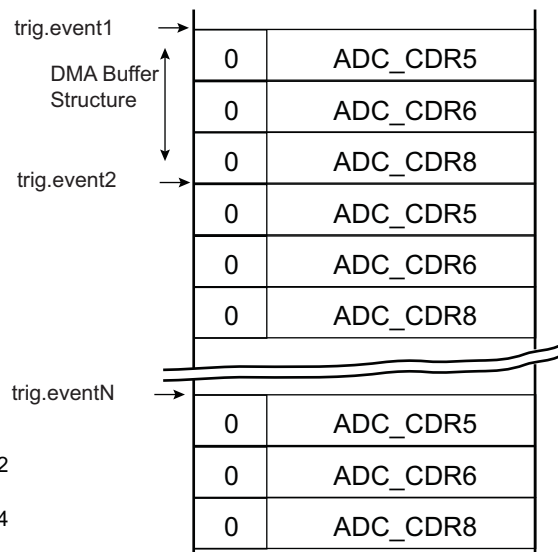 trig.event1
DMA Buffer
Structure
0 ADC_CDR5
0 ADC_CDR6
0 ADC_CDR8
trig.event2
0 ADC_CDR5
0 ADC_CDR6
0 ADC_CDR8
trig.eventN
0 ADC_CDR5
2
0 ADC_CDR6
4
0 ADC_CDR8